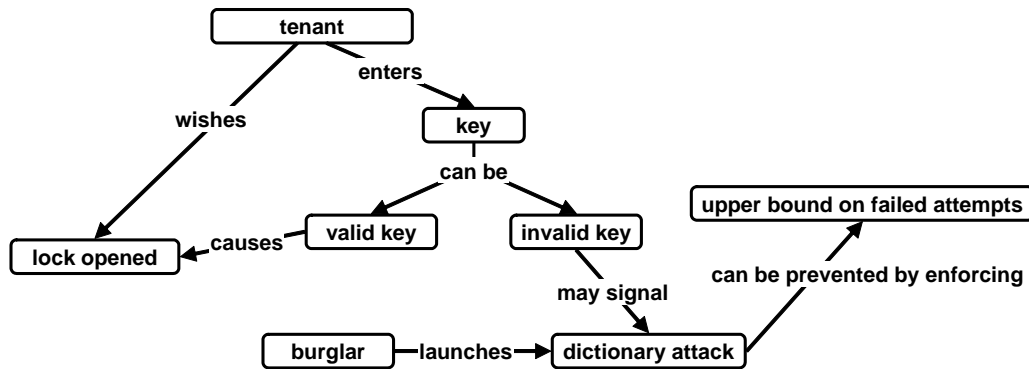 tenant
enters
wishes
key
can be
upper bound on failed attempts
valid key
invalid key
causes
lock opened
can be prevented by enforcing
may signal
burglar
launches
dictionary attack